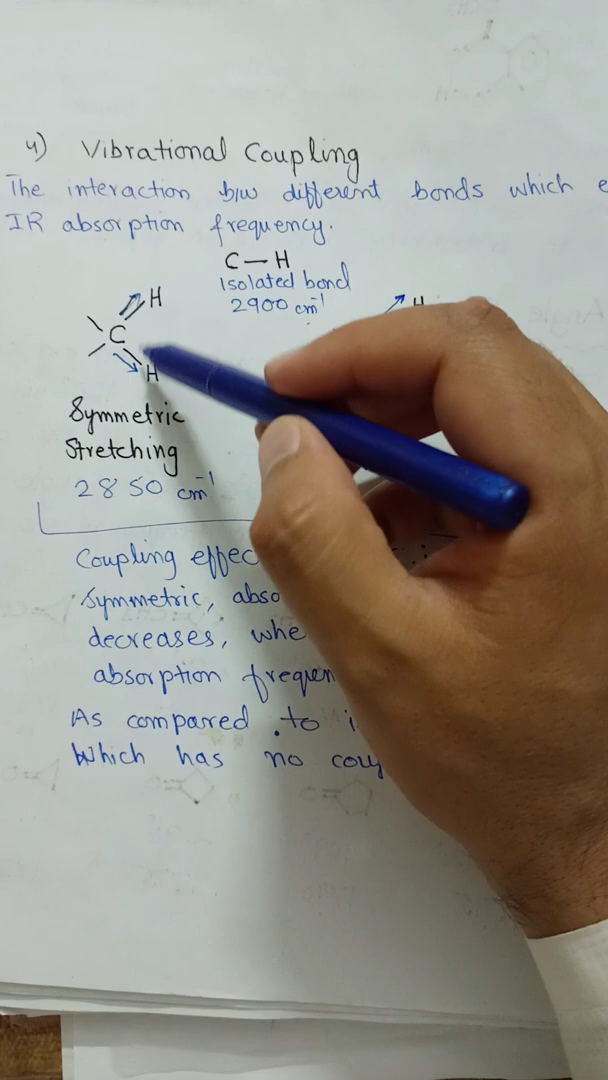 4) Vibrational Coupling
The interaction b/w different bonds which
IR absorption frequency.
C—H
Isolated bond
2900 cm⁻¹
H
C
H
H
Symmetric
Stretching
2850 cm⁻¹
Coupling
Symmetric,
decreases,
absorption
As compared to
Which has no